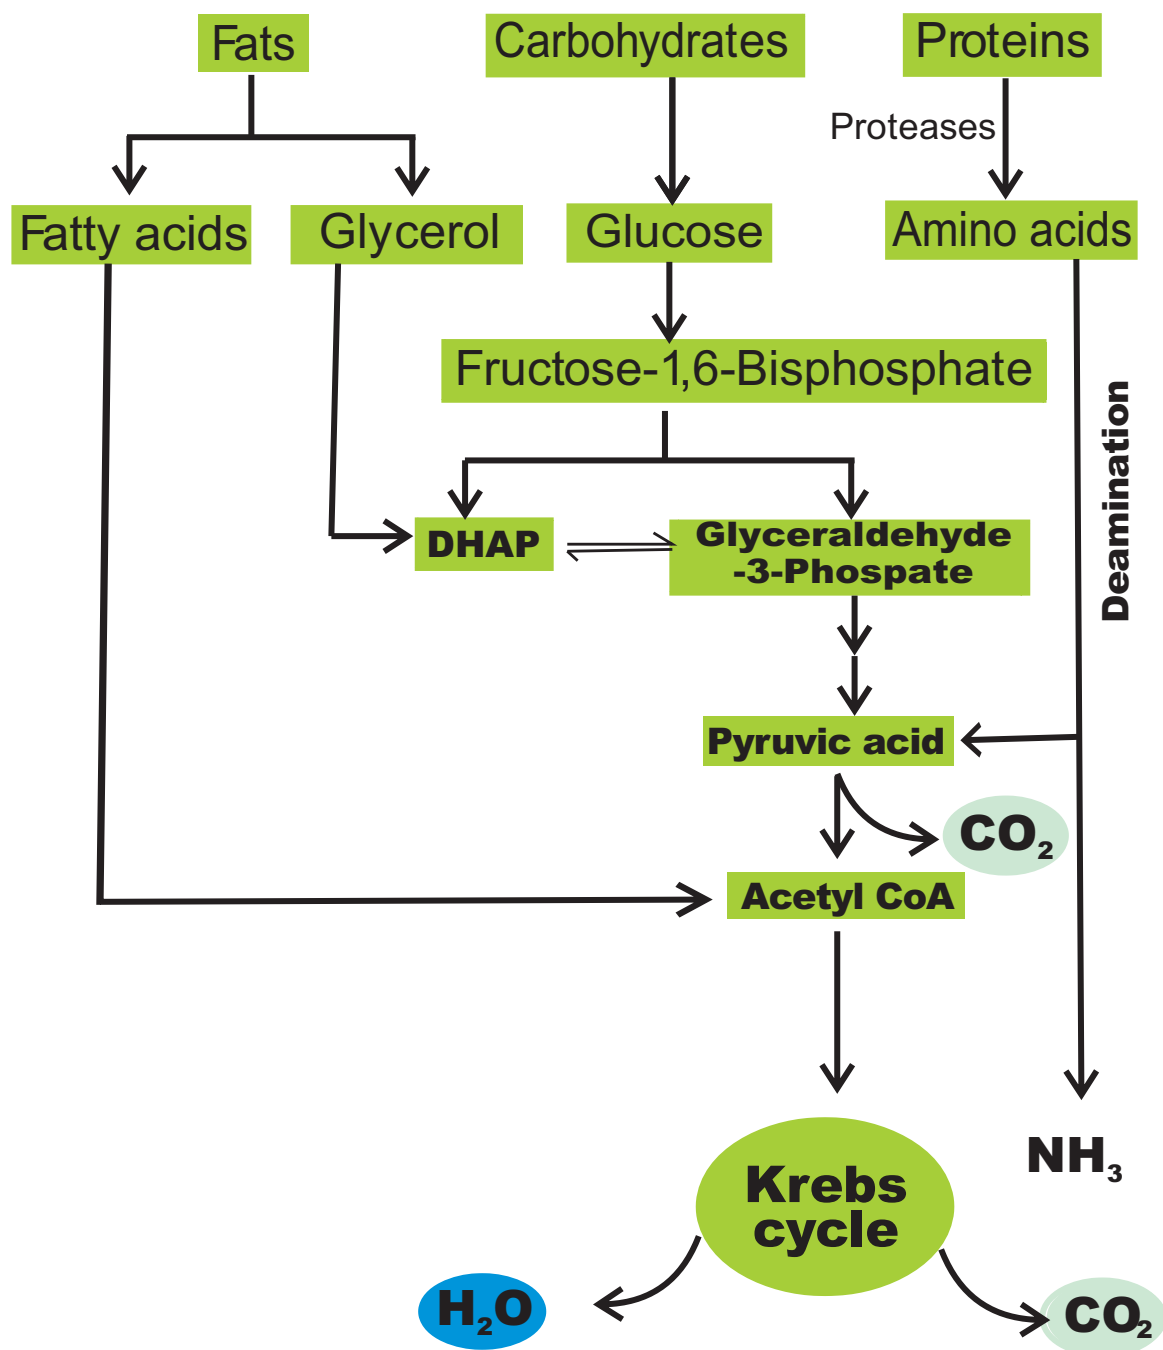 Fats
Carbohydrates
Proteins
Proteases
Fatty acids
Glycerol
Glucose
Amino acids
Fructose-1,6-Bisphosphate
Deamination
DHAP
Glyceraldehyde
-3-Phospate
Pyruvic acid
CO₂
Acetyl CoA
NH₃
Krebs
cycle
H₂O
CO₂